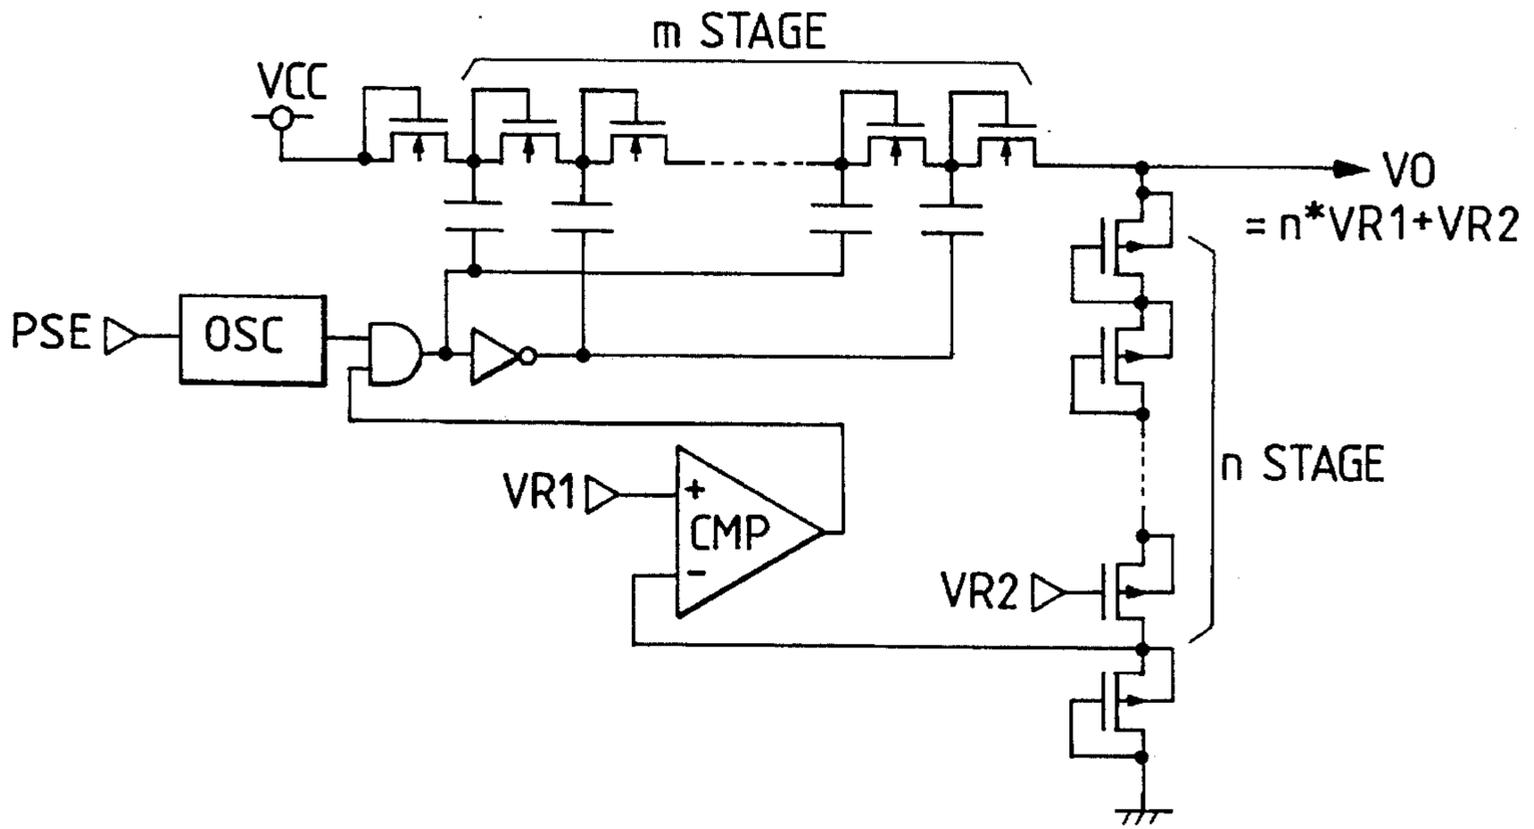 m STAGE
VCC
VO
= n*VR1+VR2
PSE
OSC
n STAGE
VR1
+
CMP
-
VR2